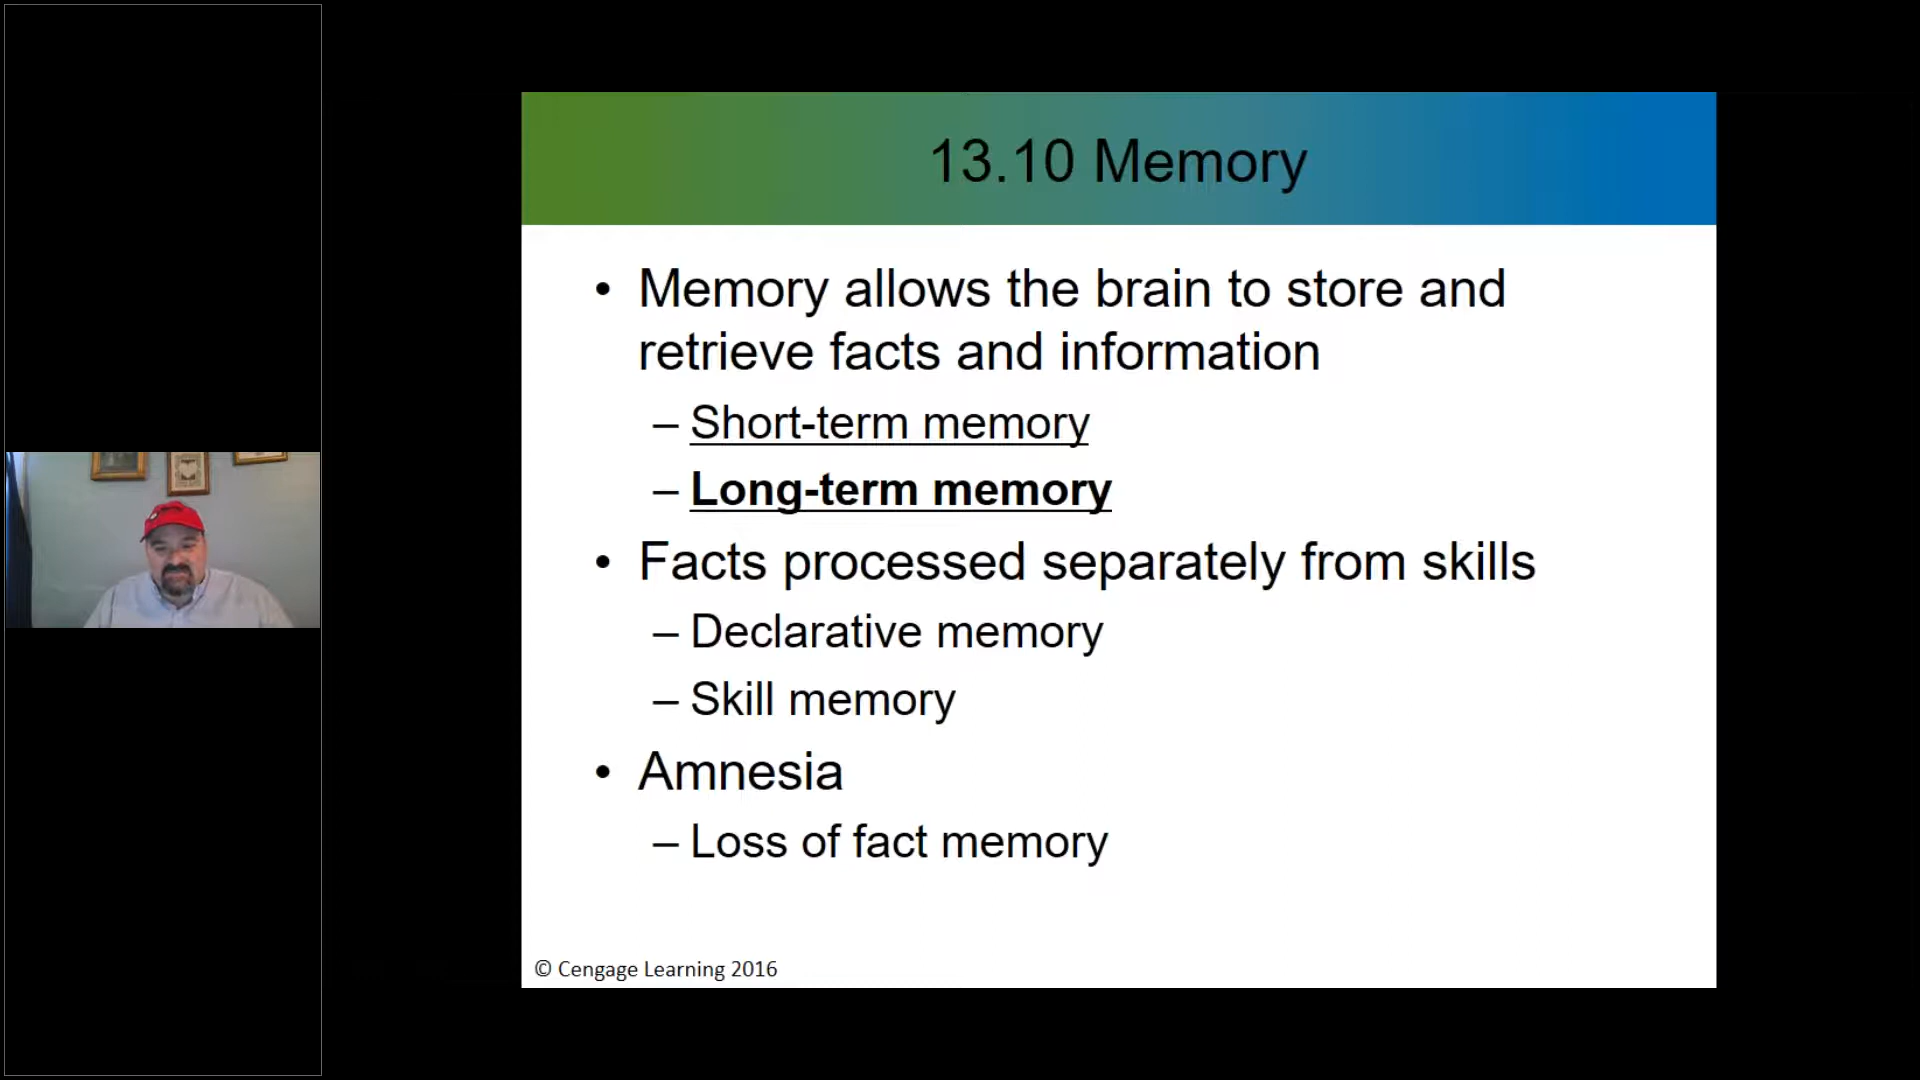 13.10 Memory
• Memory allows the brain to store and
retrieve facts and information
– Short-term memory
– Long-term memory
• Facts processed separately from skills
– Declarative memory
– Skill memory
• Amnesia
– Loss of fact memory
© Cengage Learning 2016